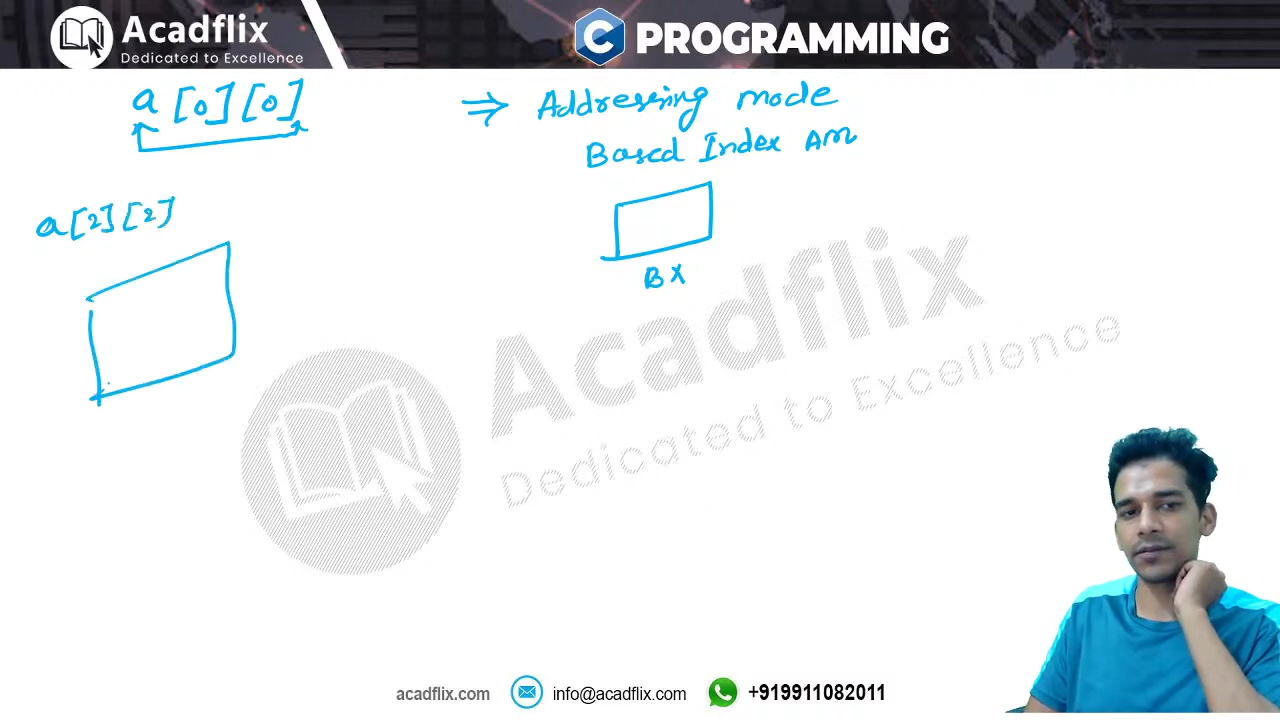 Acadflix
Dedicated to Excellence
C PROGRAMMING
a[0][0]
⇒ Addressing mode
Based Index AM
a[2][2]
BX
Acadflix
Dedicated to Excellence
acadflix.com
info@acadflix.com
+919911082011